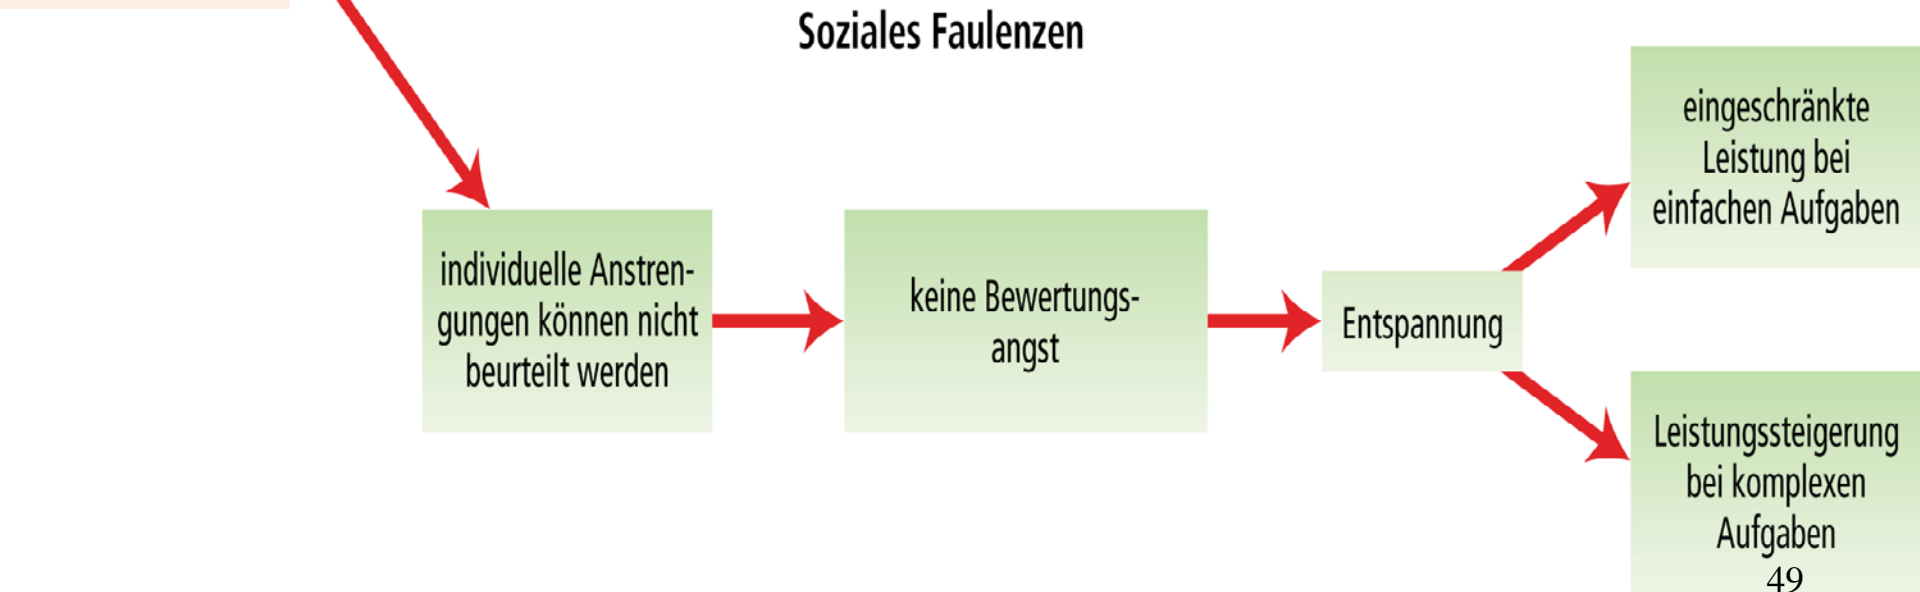 Soziales Faulenzen
individuelle Anstren-
gungen können nicht
beurteilt werden
keine Bewertungs-
angst
Entspannung
eingeschränkte
Leistung bei
einfachen Aufgaben
Leistungssteigerung
bei komplexen
Aufgaben
49